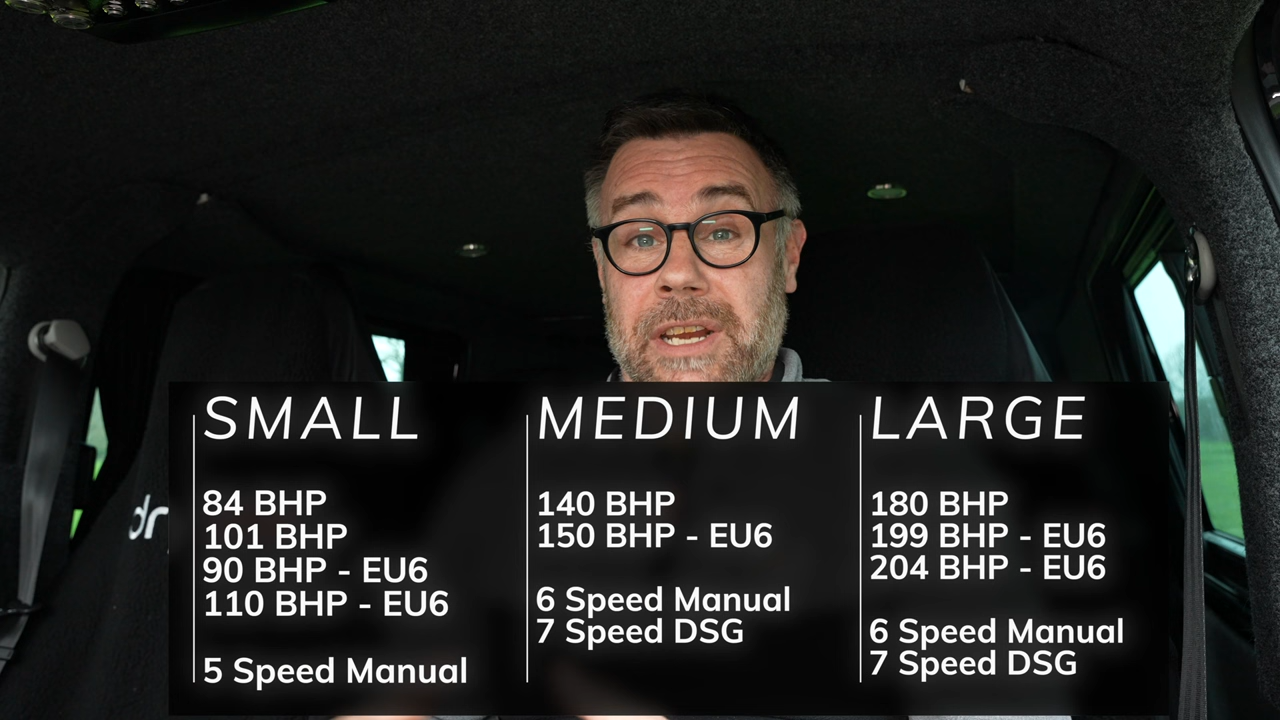 SMALL
84 BHP
101 BHP
90 BHP - EU6
110 BHP - EU6
5 Speed Manual
MEDIUM
140 BHP
150 BHP - EU6
6 Speed Manual
7 Speed DSG
LARGE
180 BHP
199 BHP - EU6
204 BHP - EU6
6 Speed Manual
7 Speed DSG